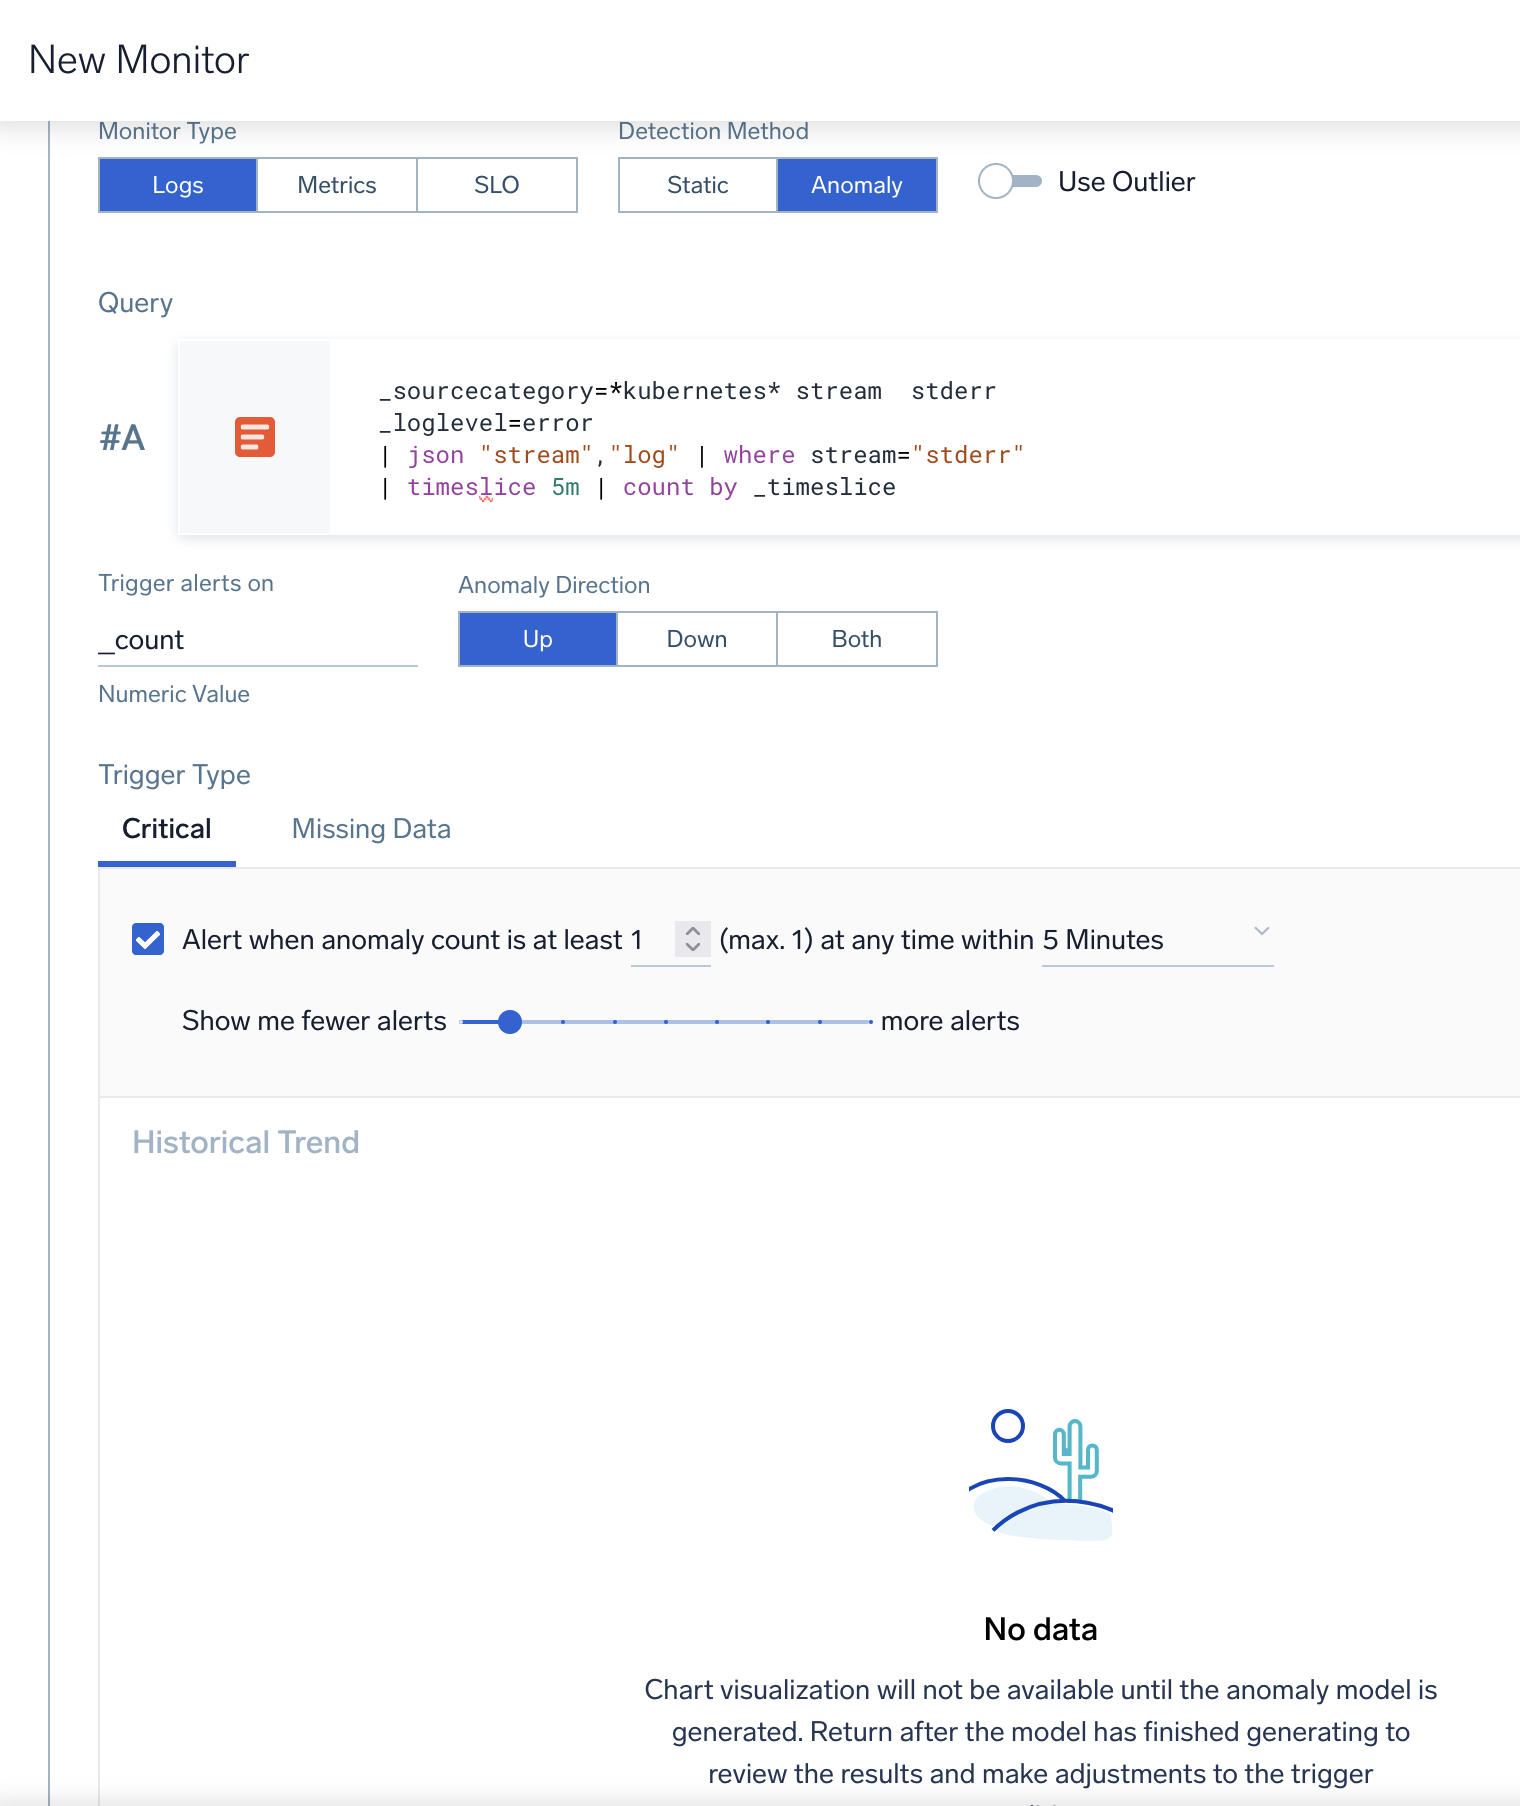 New Monitor
Monitor Type Detection Method
Logs Metrics SLO Static Anomaly Use Outlier
Query
#A
_sourcecategory=*kubernetes* stream  stderr
_loglevel=error
| json "stream","log" | where stream="stderr"
| timeslice 5m | count by _timeslice
Trigger alerts on Anomaly Direction
_count Up Down Both
Numeric Value
Trigger Type
Critical Missing Data
Alert when anomaly count is at least 1 (max. 1) at any time within 5 Minutes
Show me fewer alerts more alerts
Historical Trend
No data
Chart visualization will not be available until the anomaly model is
generated. Return after the model has finished generating to
review the results and make adjustments to the trigger